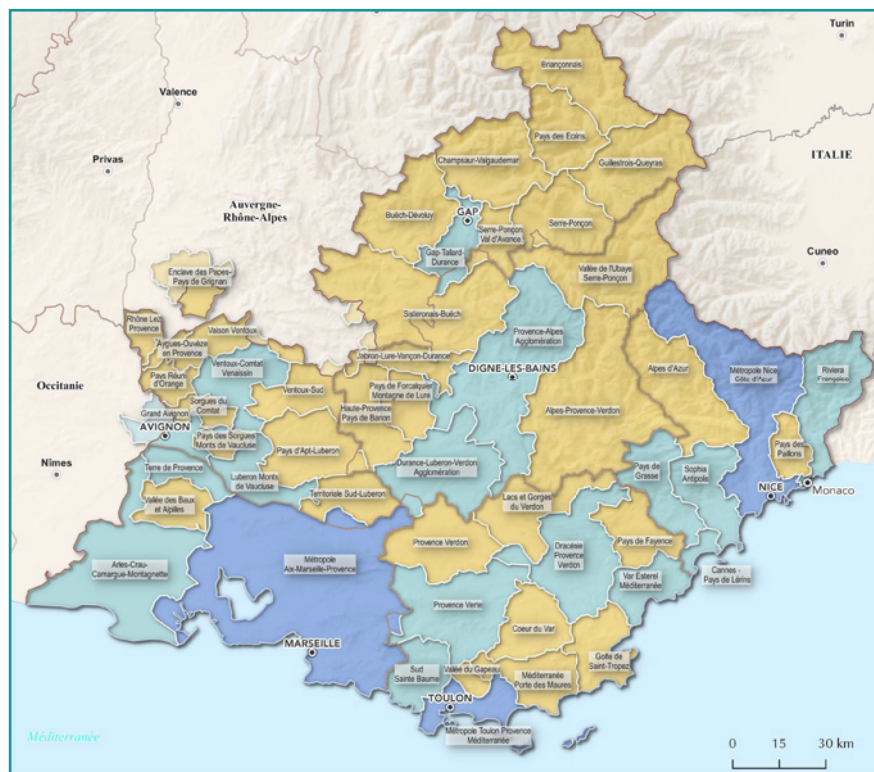 Turin
Briançonnais
Valence
Pays des Ecrins
Privas
Champsaur-Valgaudemar
Guillestrois-Queyras
ITALIE
Auvergne-
Rhône-Alpes
Buëch-Dévoluy
GAP
Serre-Ponçon
Val d'Avance
Serre-Ponçon
Gap-Tallard-
Durance
Cuneo
Enclave des Papes-
Pays de Grignan
Vallée de l'Ubaye
Serre-Ponçon
Sisteronais-Buëch
Rhône Lez
Provence
Vaison Ventoux
Provence-Alpes
Agglomération
Aygues-Ouvèze
en Provence
Jabron-Lure-Vançon-Durance
Ventoux-Comtat
Venaissin
Alpes d'Azur
Métropole Nice
Côte d'Azur
Riviera
Française
Pays Réuni
d'Orange
DIGNE-LES-BAINS
Occitanie
Ventoux-Sud
Pays de Forcalquier
Montagne de Lure
Sorgues du
Comtat
Grand Avignon
Haute-Provence
Pays de Banon
Alpes-Provence-Verdon
AVIGNON
Pays des Sorgues
Monts de Vaucluse
Pays d'Apt-Luberon
Pays des
Paillons
Nîmes
Terre de Provence
Luberon Monts
de Vaucluse
Durance-Luberon-Verdon
Agglomération
Pays de
Grasse
Sophia
Antipolis
NICE
Monaco
Vallée des Baux
et Alpilles
Territoriale Sud-Luberon
Lacs et Gorges
du Verdon
Provence Verdon
Pays de Fayence
Dracésie
Provence
Verdon
Arles-Crau-
Camargue-Montagnette
Métropole
Aix-Marseille-Provence
Cannes -
Pays de Lérins
Var Esterel
Méditerranée
Provence Verte
Coeur du Var
MARSEILLE
Sud
Sainte Baume
Vallée du Gapeau
Golfe de
Saint-Tropez
Méditerranée
Porte des Maures
TOULON
Métropole Toulon Provence
Méditerranée
Méditerranée
0 15 30 km